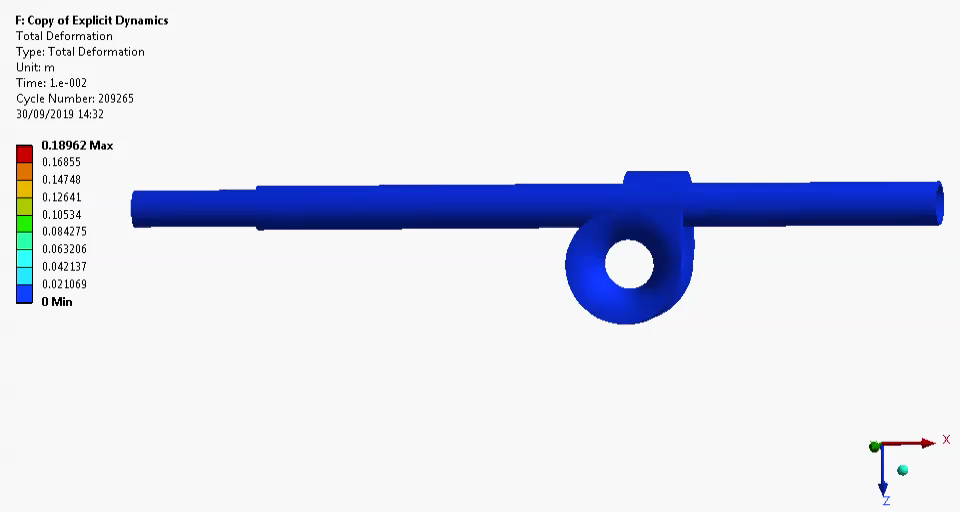 F: Copy of Explicit Dynamics
Total Deformation
Type: Total Deformation
Unit: m
Time: 1.e-002
Cycle Number: 209265
30/09/2019 14:32
0.18962 Max
0.16855
0.14748
0.12641
0.10534
0.084275
0.063206
0.042137
0.021069
0 Min
X
Z